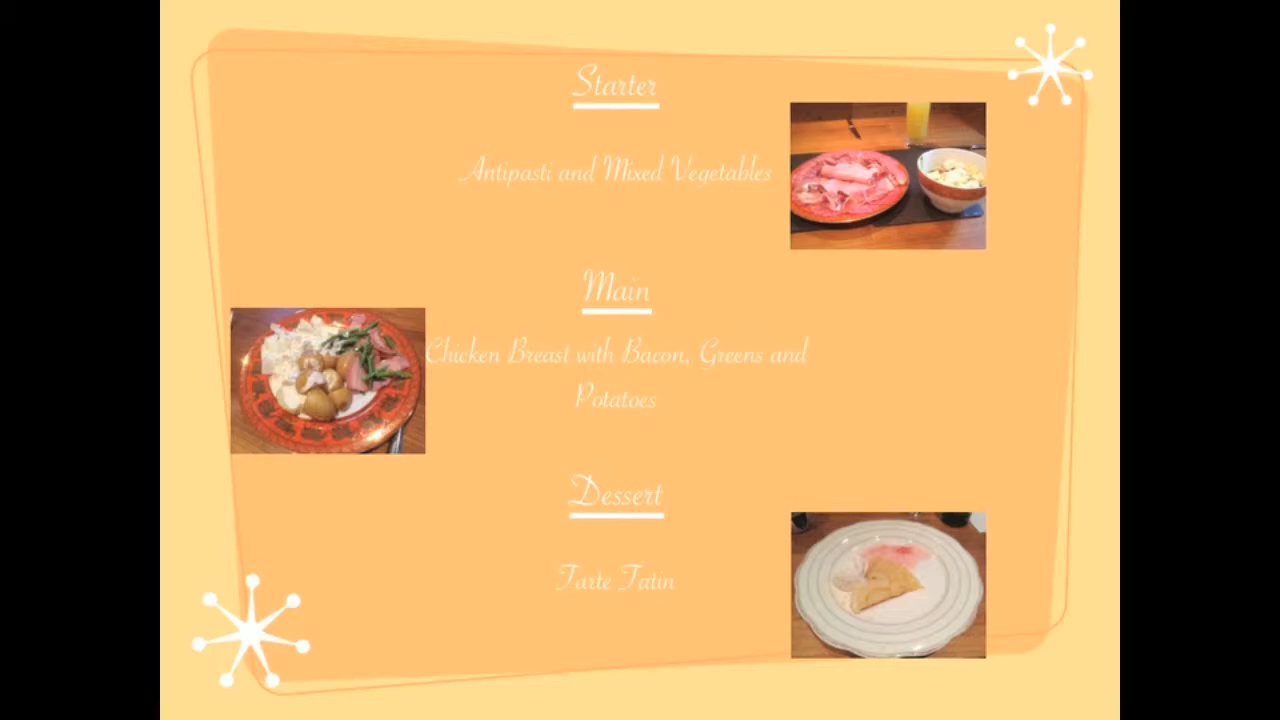 Starter
Antipasti and Mixed Vegetables
Main
Chicken Breast with Bacon, Greens and
Potatoes
Dessert
Tarte Tatin